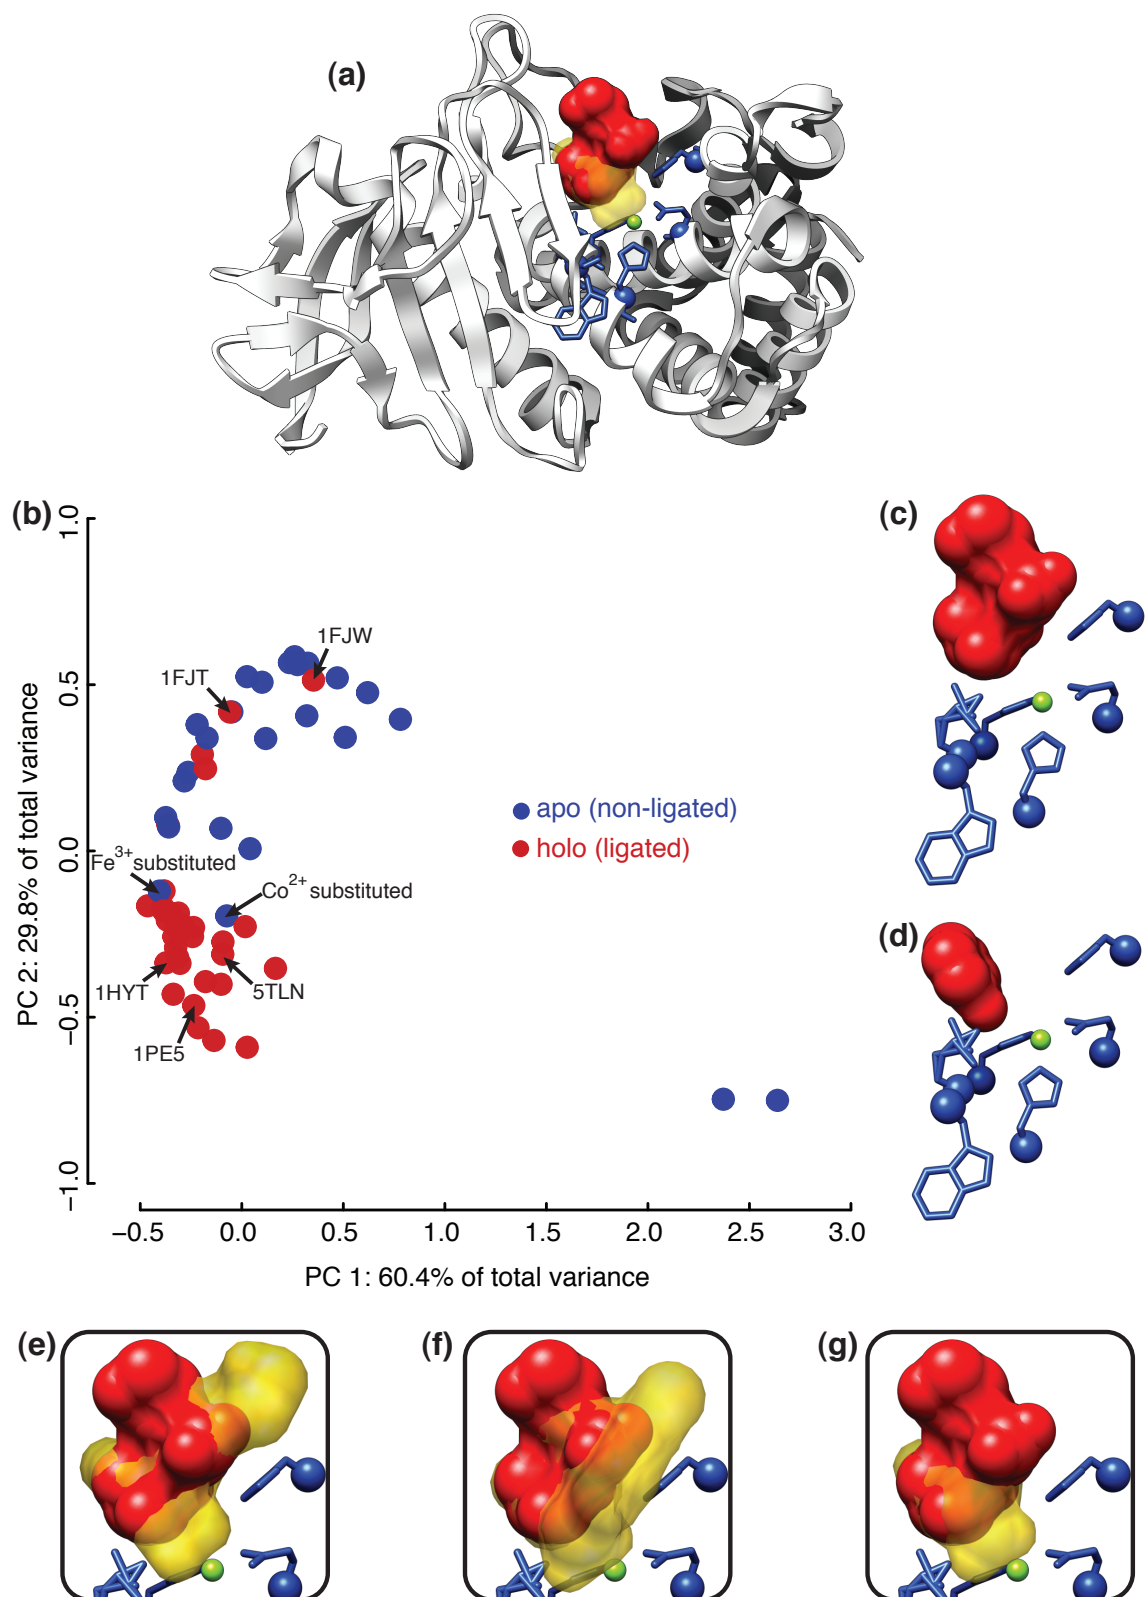 (a)
(b)
1.0
0.5
0.0
−0.5
−1.0
PC 2: 29.8% of total variance
1FJW
1FJT
apo (non-ligated)
holo (ligated)
Fe3+ substituted
Co2+ substituted
1HYT
5TLN
1PE5
−0.5 0.0 0.5 1.0 1.5 2.0 2.5 3.0
PC 1: 60.4% of total variance
(c)
(d)
(e)
(f)
(g)